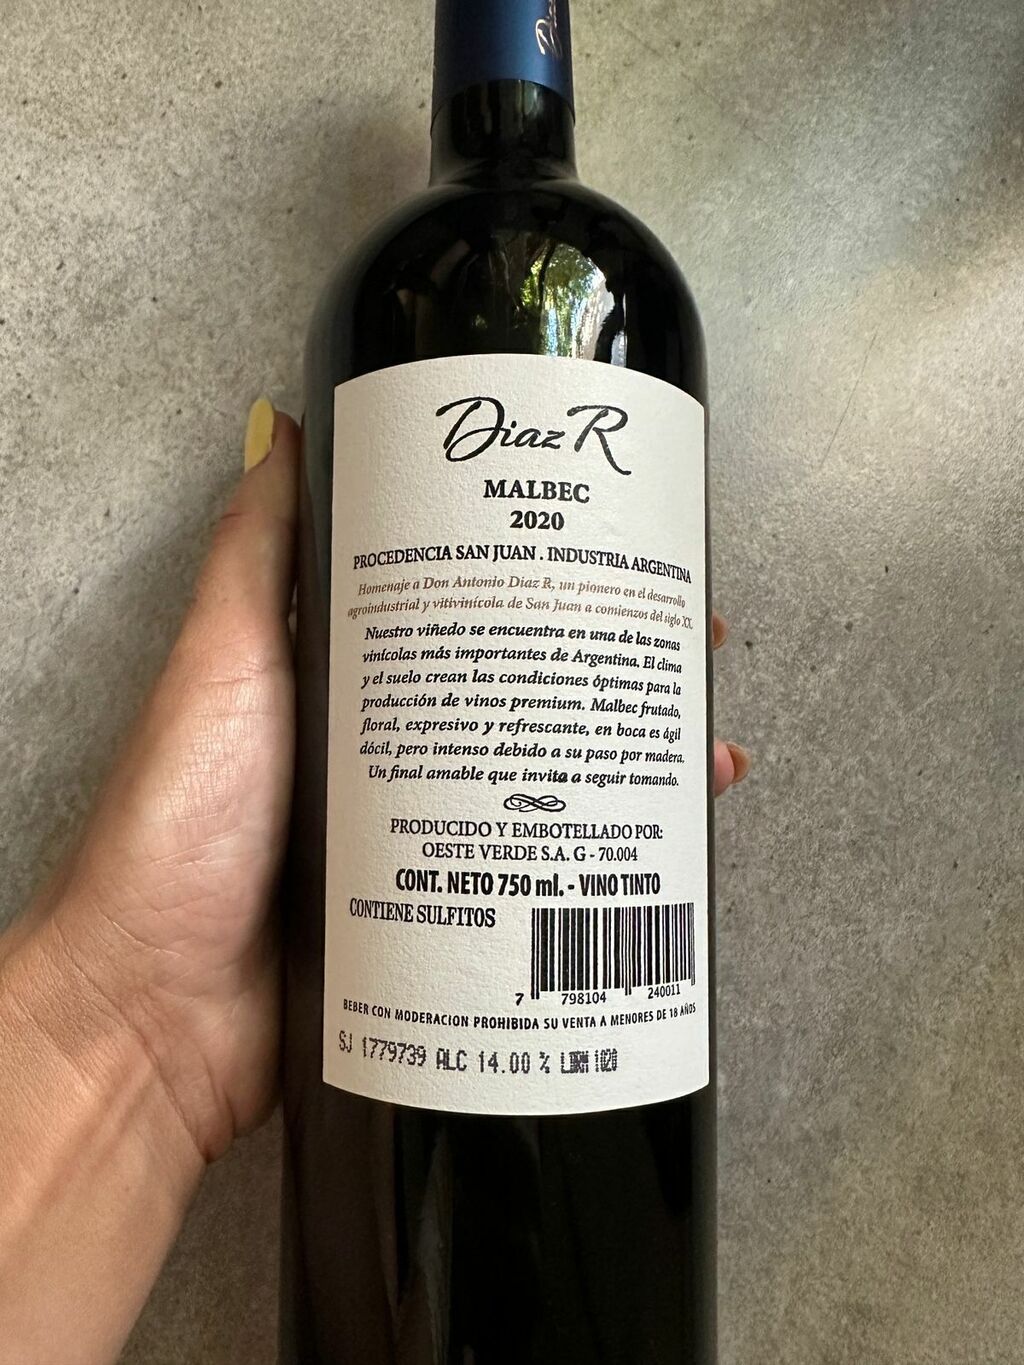 Diaz R
MALBEC
2020
PROCEDENCIA SAN JUAN . INDUSTRIA ARGENTINA
Homenaje a Don Antonio Diaz R, un pionero en el desarrollo
agroindustrial y vitivinícola de San Juan a comienzos del siglo XX.
Nuestro viñedo se encuentra en una de las zonas
vinícolas más importantes de Argentina. El clima
y el suelo crean las condiciones óptimas para la
producción de vinos premium. Malbec frutado,
floral, expresivo y refrescante, en boca es ágil
dócil, pero intenso debido a su paso por madera.
Un final amable que invita a seguir tomando.
PRODUCIDO Y EMBOTELLADO POR:
OESTE VERDE S.A. G - 70.004
CONT. NETO 750 ml. - VINO TINTO
CONTIENE SULFITOS
7 798104 240011
BEBER CON MODERACION PROHIBIDA SU VENTA A MENORES DE 18 AÑOS
SJ 1779739 ALC 14.00 %